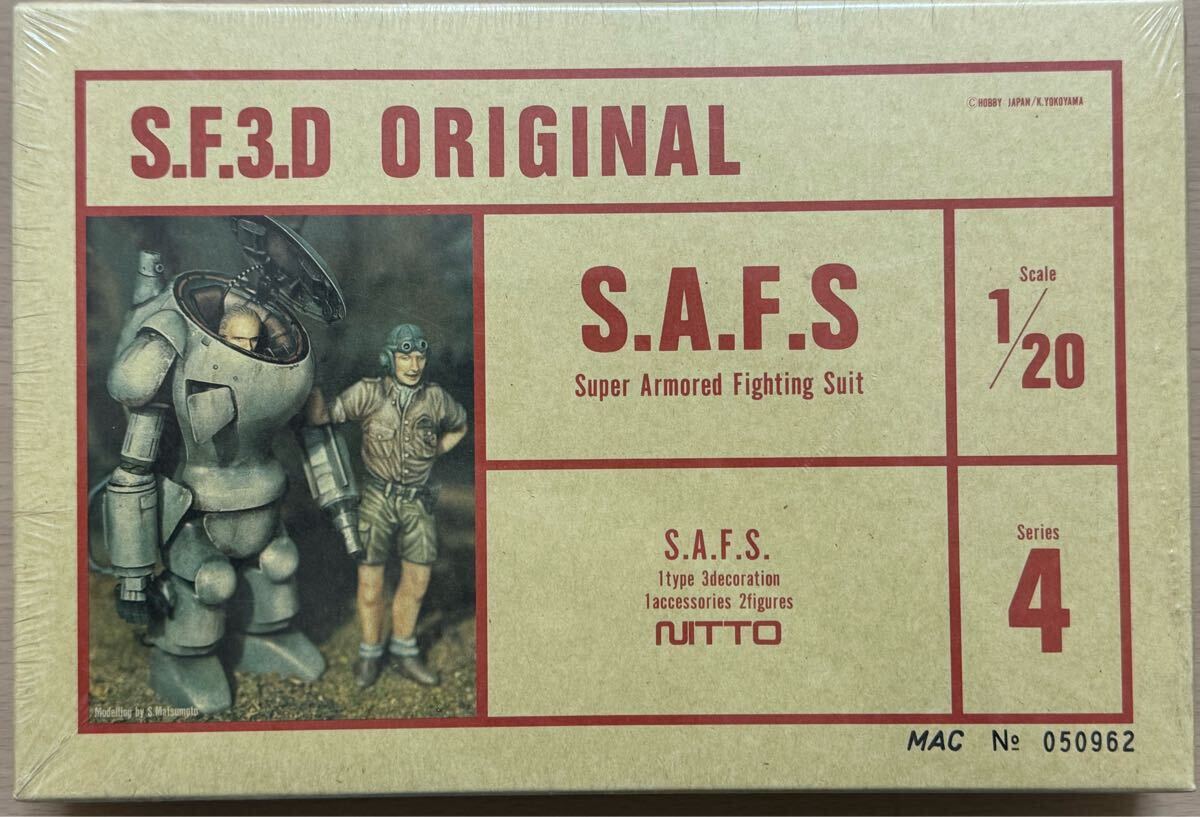 S.F.3.D ORIGINAL
©HOBBY JAPAN/K.YOKOYAMA
S.A.F.S
Super Armored Fighting Suit
Scale
1/20
S.A.F.S.
1type 3decoration
1accessories 2figures
NITTO
Series
4
Modelling by S.Matsumoto
MAC № 050962